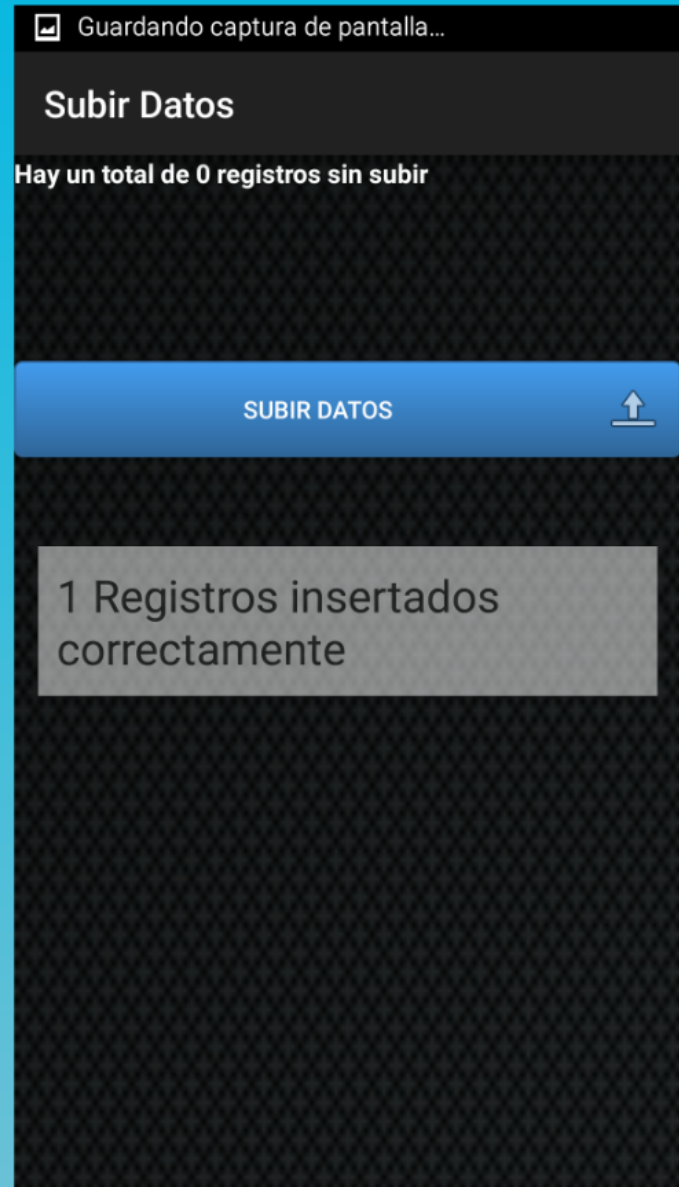 Guardando captura de pantalla...
Subir Datos
Hay un total de 0 registros sin subir
SUBIR DATOS
1 Registros insertados
correctamente